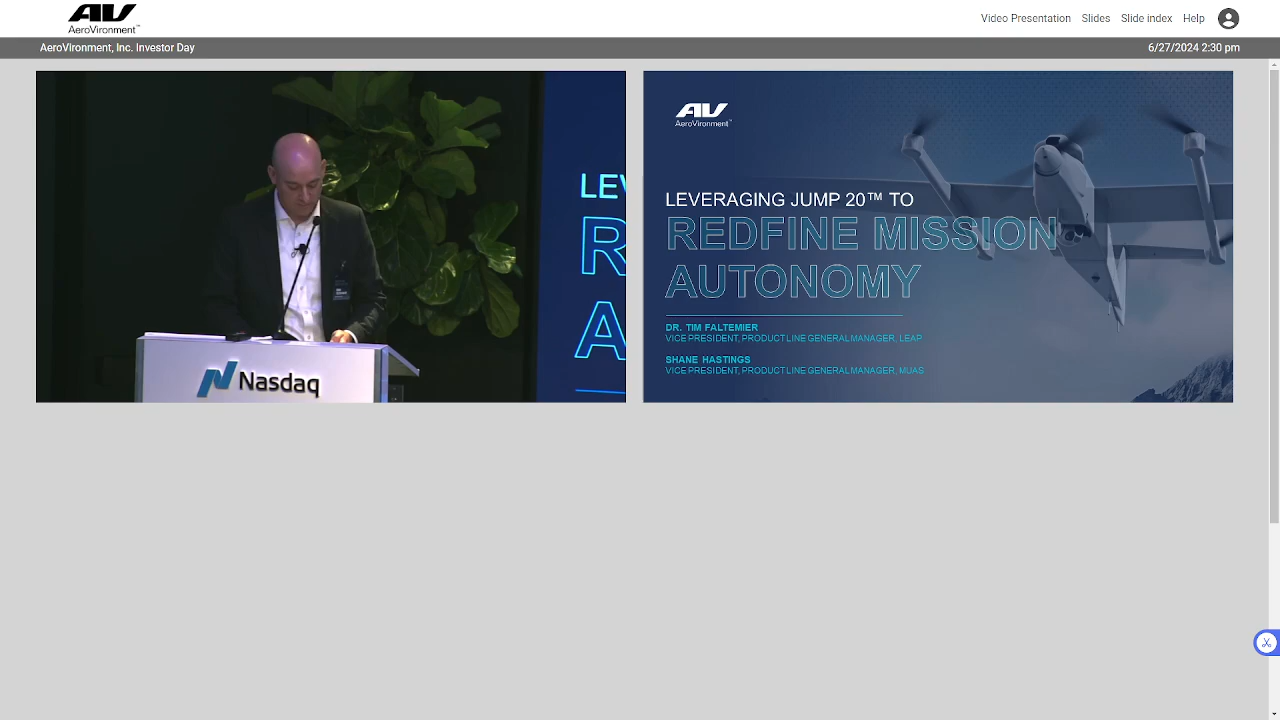 AV
AeroVironment™
Video Presentation
Slides
Slide index
Help
AeroVironment, Inc. Investor Day
6/27/2024 2:30 pm
LEV
R
A
Nasdaq
AV
AeroVironment™
LEVERAGING JUMP 20™ TO
REDFINE MISSION
AUTONOMY
DR. TIM FALTEMIER
VICE PRESIDENT, PRODUCT LINE GENERAL MANAGER, LEAP
SHANE HASTINGS
VICE PRESIDENT, PRODUCT LINE GENERAL MANAGER, MUAS